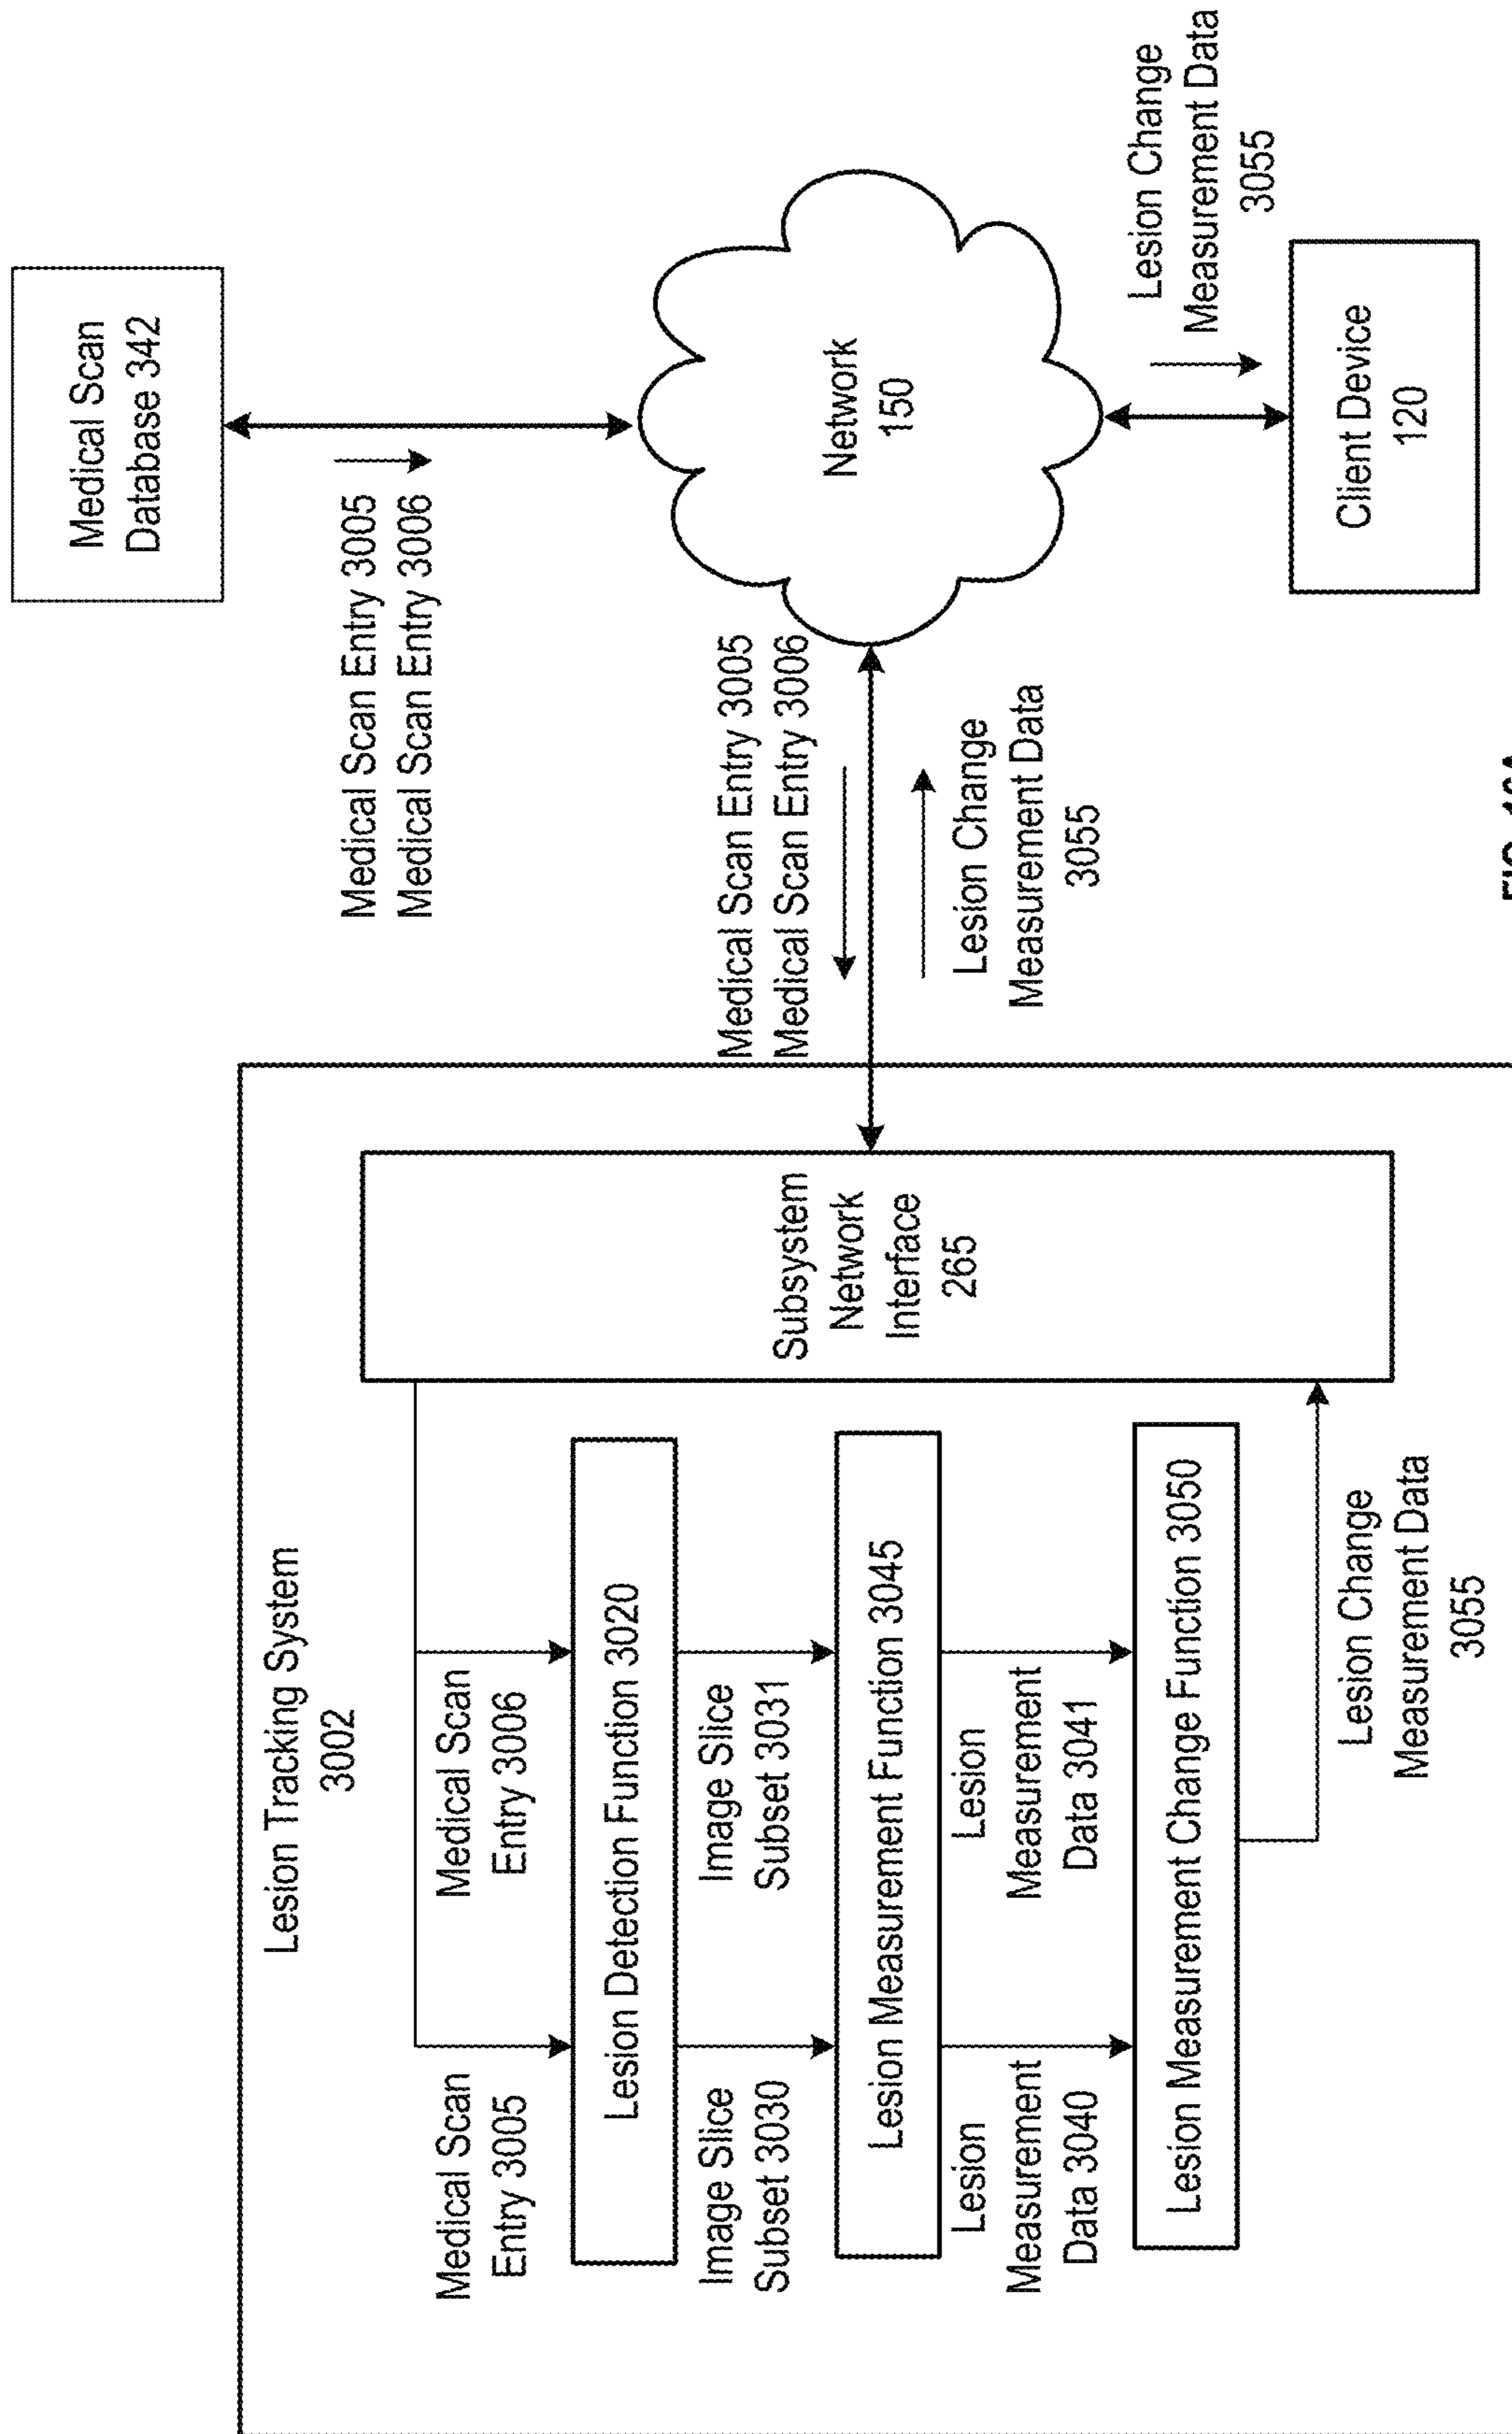 Lesion Tracking System
3002
Medical Scan
Entry 3005
Medical Scan
Entry 3006
Lesion Detection Function 3020
Image Slice
Subset 3030
Image Slice
Subset 3031
Lesion Measurement Function 3045
Lesion
Measurement
Data 3040
Lesion
Measurement
Data 3041
Lesion Measurement Change Function 3050
Lesion Change
Measurement Data
3055
Subsystem
Network
Interface
265
Medical Scan Entry 3005
Medical Scan Entry 3006
Lesion Change
Measurement Data
3055
Medical Scan
Database 342
Medical Scan Entry 3005
Medical Scan Entry 3006
Network
150
Lesion Change
Measurement Data
3055
Client Device
120